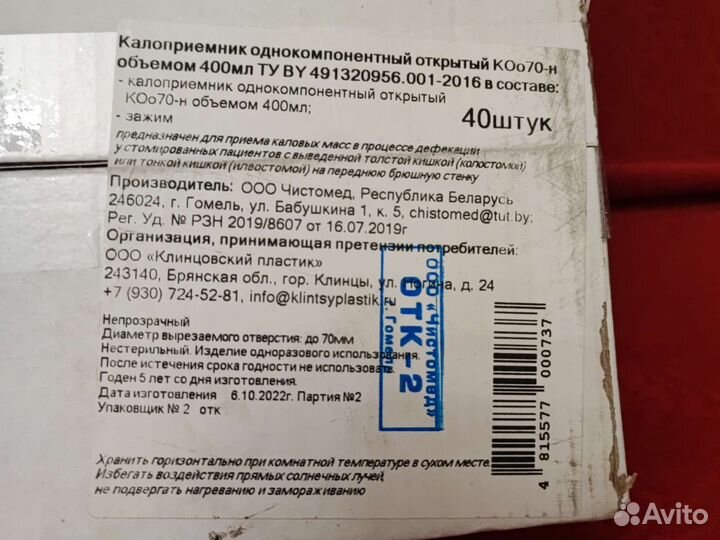 Калоприемник однокомпонентный открытый КОо70-н
объемом 400мл ТУ BY 491320956.001-2016 в составе:
- калоприемник однокомпонентный открытый
КОо70-н объемом 400мл;
- зажим
40штук
предназначен для приема каловых масс в процессе дефекации
у стомированных пациентов с выведенной толстой кишкой (колостомой)
или тонкой кишкой (илеостомой) на переднюю брюшную стенку
Производитель: ООО Чистомед, Республика Беларусь
246024, г. Гомель, ул. Бабушкина 1, к. 5, chistomed@tut.by;
Рег. Уд. № РЗН 2019/8607 от 16.07.2019г
Организация, принимающая претензии потребителей:
ООО «Клинцовский пластик»
243140, Брянская обл., гор. Клинцы, ул. Ногина, д. 24
+7 (930) 724-52-81, info@klintsyplastik.ru
Непрозрачный
Диаметр вырезаемого отверстия: до 70мм
Нестерильный. Изделие одноразового использования.
После истечения срока годности не использовать.
Годен 5 лет со дня изготовления.
Дата изготовления 6.10.2022г. Партия №2
Упаковщик № 2 отк
Хранить горизонтально при комнатной температуре в сухом месте.
Избегать воздействия прямых солнечных лучей,
не подвергать нагреванию и замораживанию
ООО «Чистомед»
ОТК-2
г. Гомель
4 815577 000737
Avito